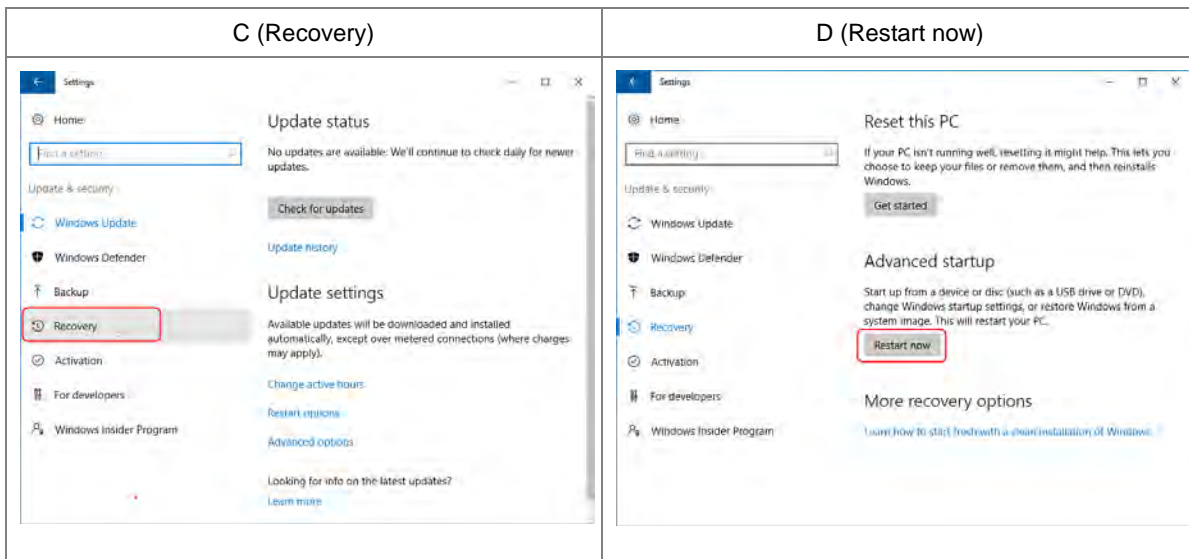 C (Recovery)
D (Restart now)
Settings
Home
Find a setting
Update & security
Windows Update
Windows Defender
Backup
Recovery
Activation
For developers
Windows Insider Program
Update status
No updates are available. We'll continue to check daily for newer
updates.
Check for updates
Update history
Update settings
Available updates will be downloaded and installed
automatically, except over metered connections (where charges
may apply).
Change active hours
Restart options
Advanced options
Looking for info on the latest updates?
Learn more
Settings
Home
Find a setting
Update & security
Windows Update
Windows Defender
Backup
Recovery
Activation
For developers
Windows Insider Program
Reset this PC
If your PC isn't running well, resetting it might help. This lets you
choose to keep your files or remove them, and then reinstalls
Windows.
Get started
Advanced startup
Start up from a device or disc (such as a USB drive or DVD),
change Windows startup settings, or restore Windows from a
system image. This will restart your PC.
Restart now
More recovery options
Learn how to start fresh with a clean installation of Windows